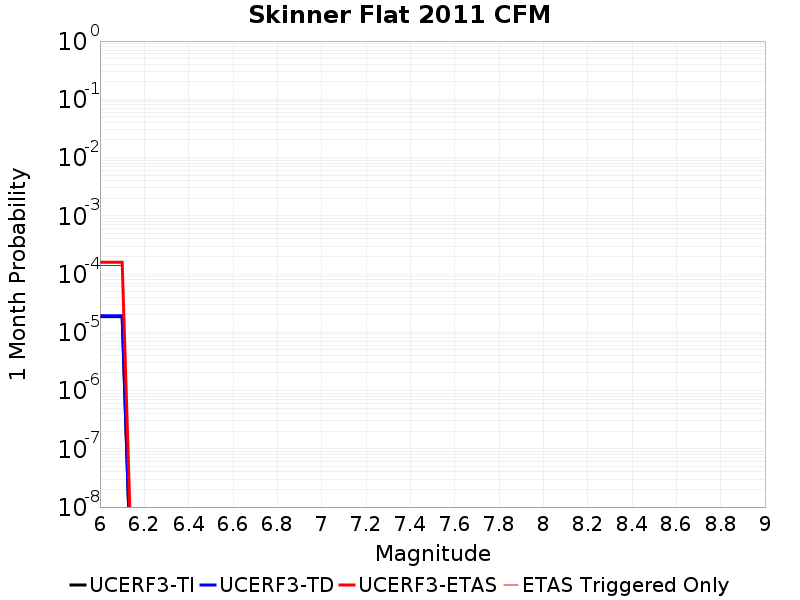 Skinner Flat 2011 CFM
1 Month Probability
10^0
10^-1
10^-2
10^-3
10^-4
10^-5
10^-6
10^-7
10^-8
6 6.2 6.4 6.6 6.8 7 7.2 7.4 7.6 7.8 8 8.2 8.4 8.6 8.8 9
Magnitude
UCERF3-TI UCERF3-TD UCERF3-ETAS ETAS Triggered Only